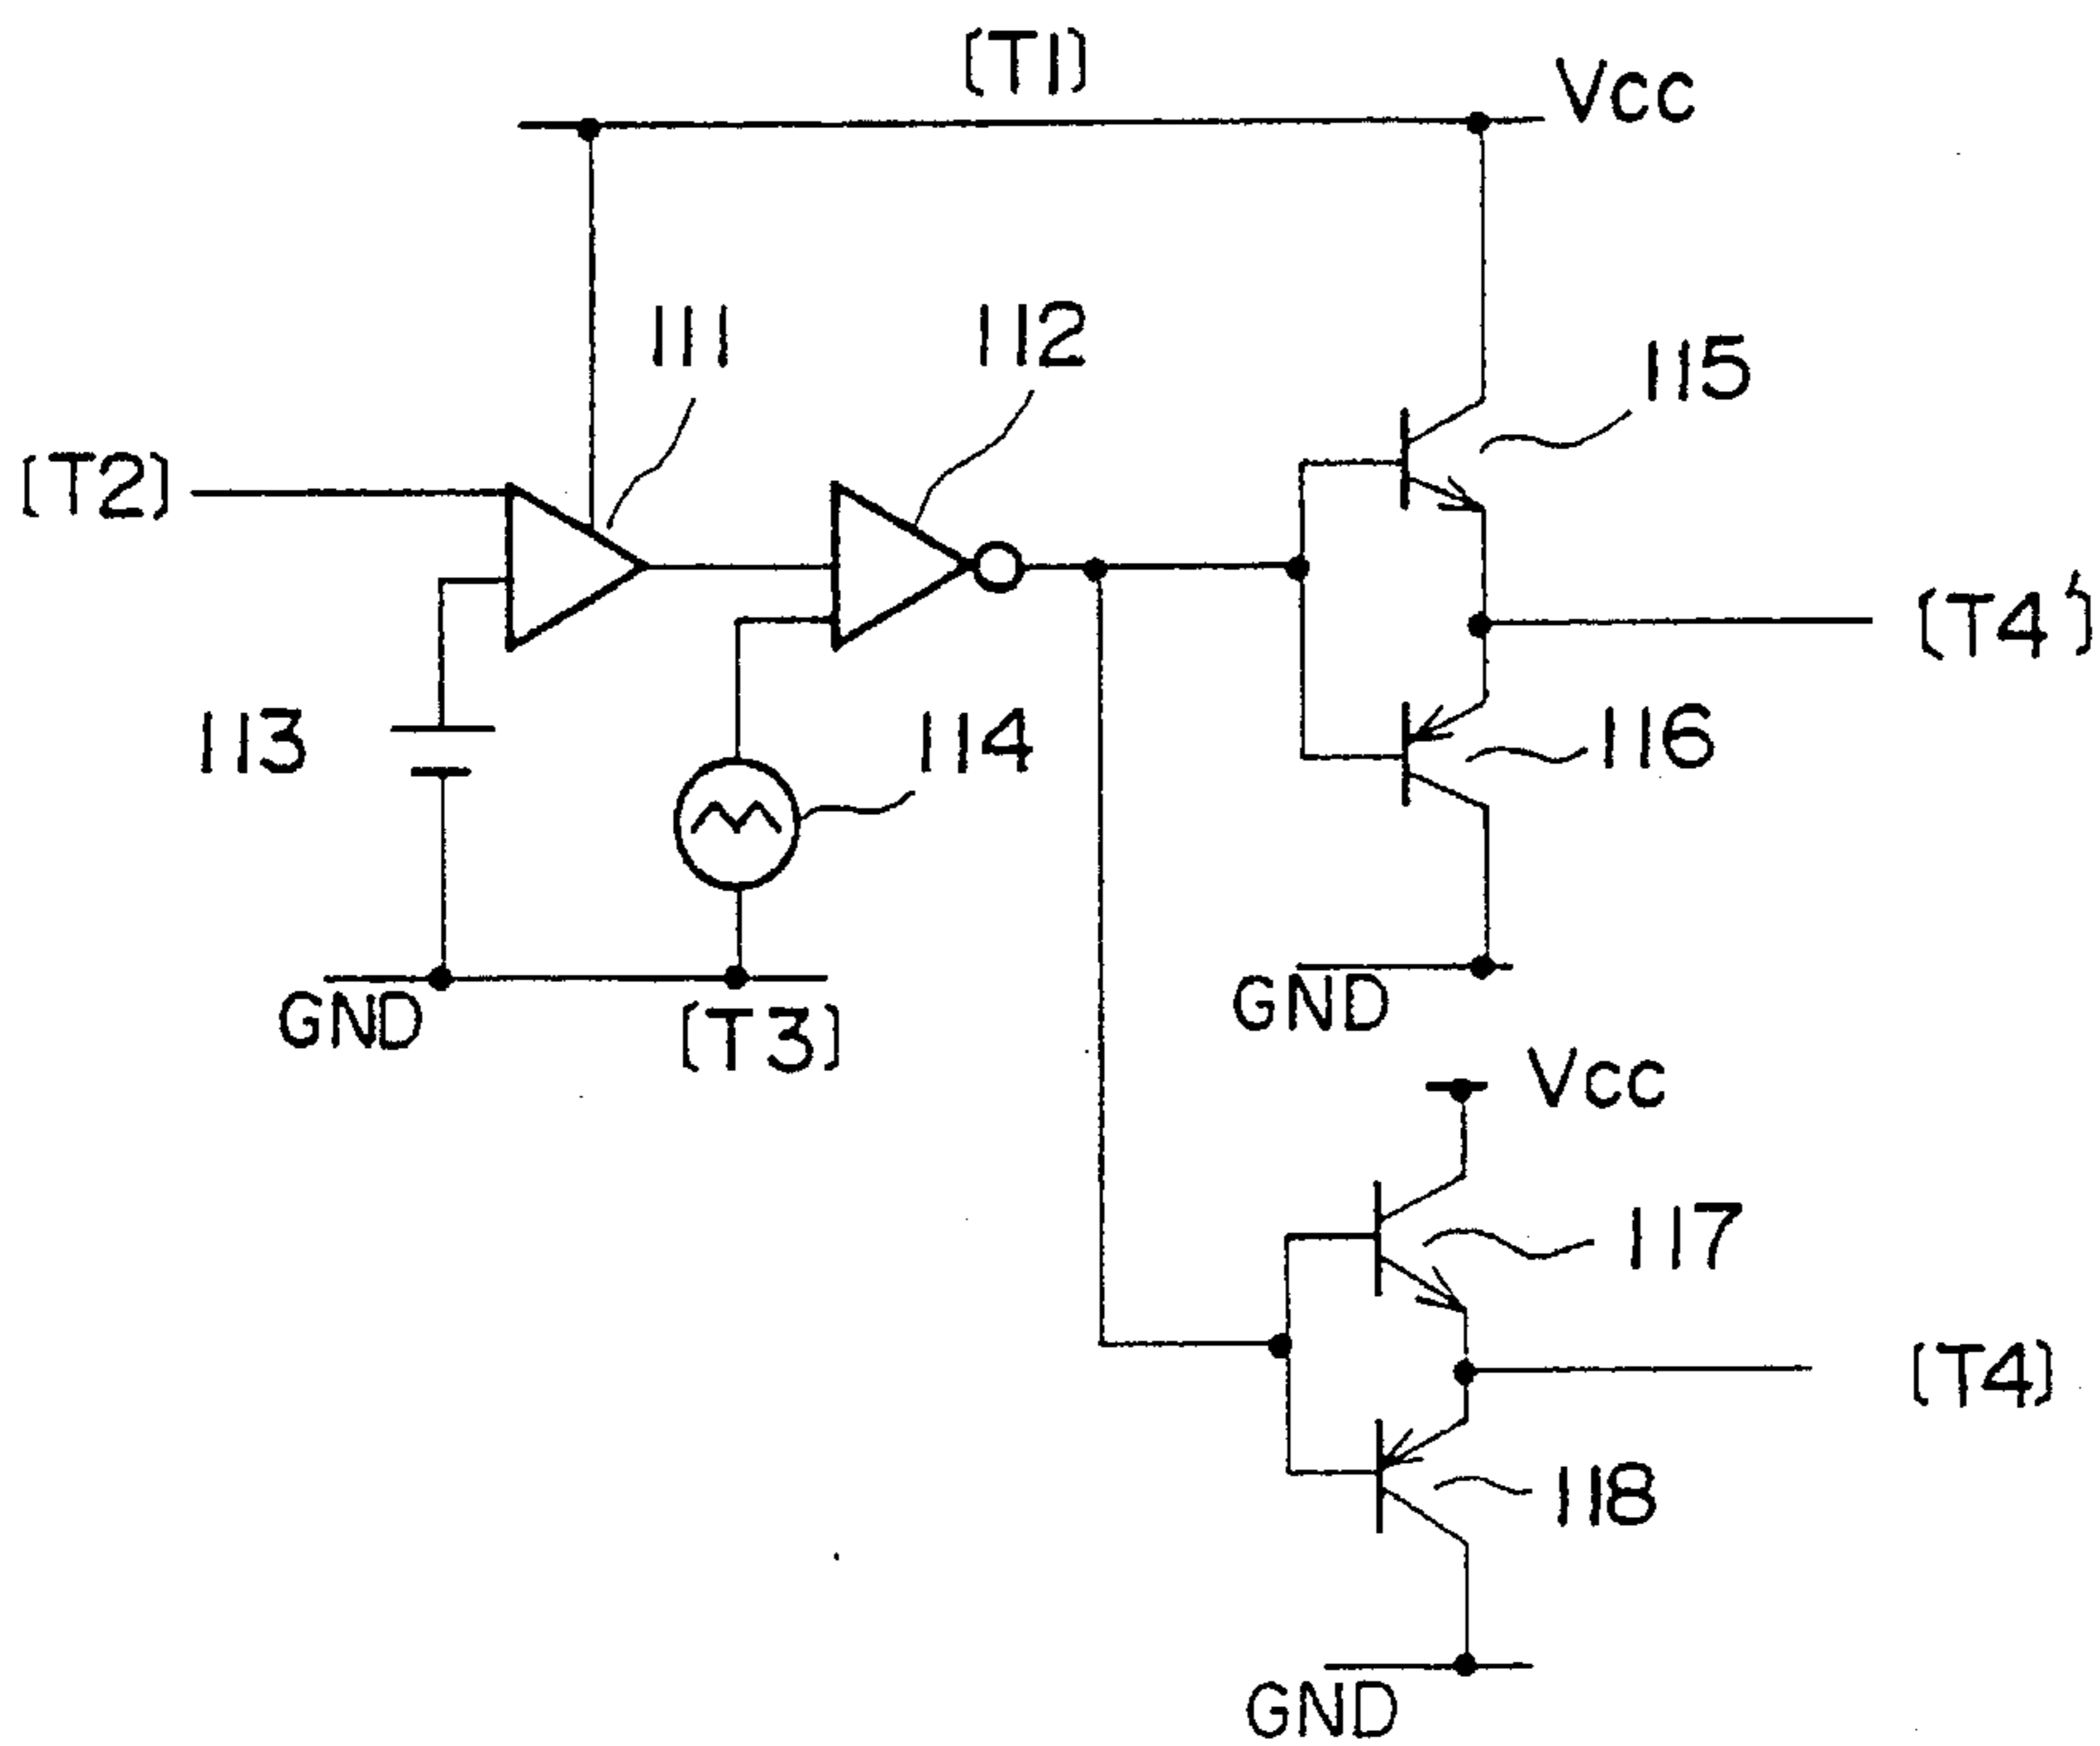 (T1)
Vcc
111
112
115
(T2)
(T4')
113
114
116
GND
(T3)
GND
Vcc
117
(T4)
118
GND